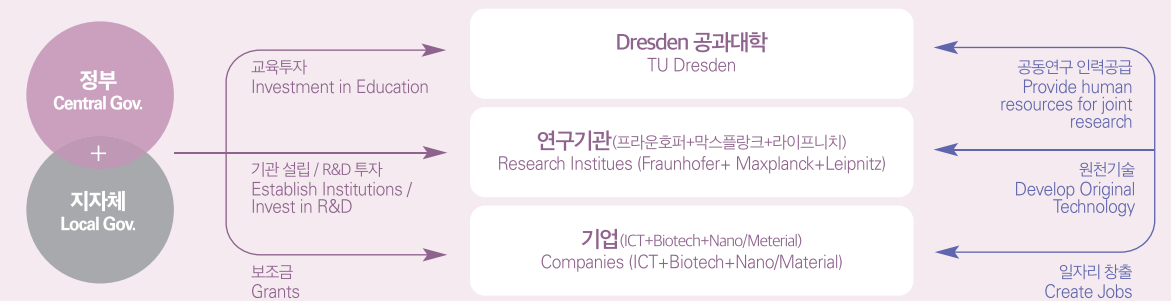 정부
Central Gov.
+
지자체
Local Gov.
교육투자
Investment in Education
기관 설립 / R&D 투자
Establish Institutions /
Invest in R&D
보조금
Grants
Dresden 공과대학
TU Dresden
연구기관(프라운호퍼+막스플랑크+라이프니치)
Research Institues (Fraunhofer+ Maxplanck+Leipnitz)
기업(ICT+Biotech+Nano/Meterial)
Companies (ICT+Biotech+Nano/Material)
공동연구 인력공급
Provide human
resources for joint
research
원천기술
Develop Original
Technology
일자리 창출
Create Jobs